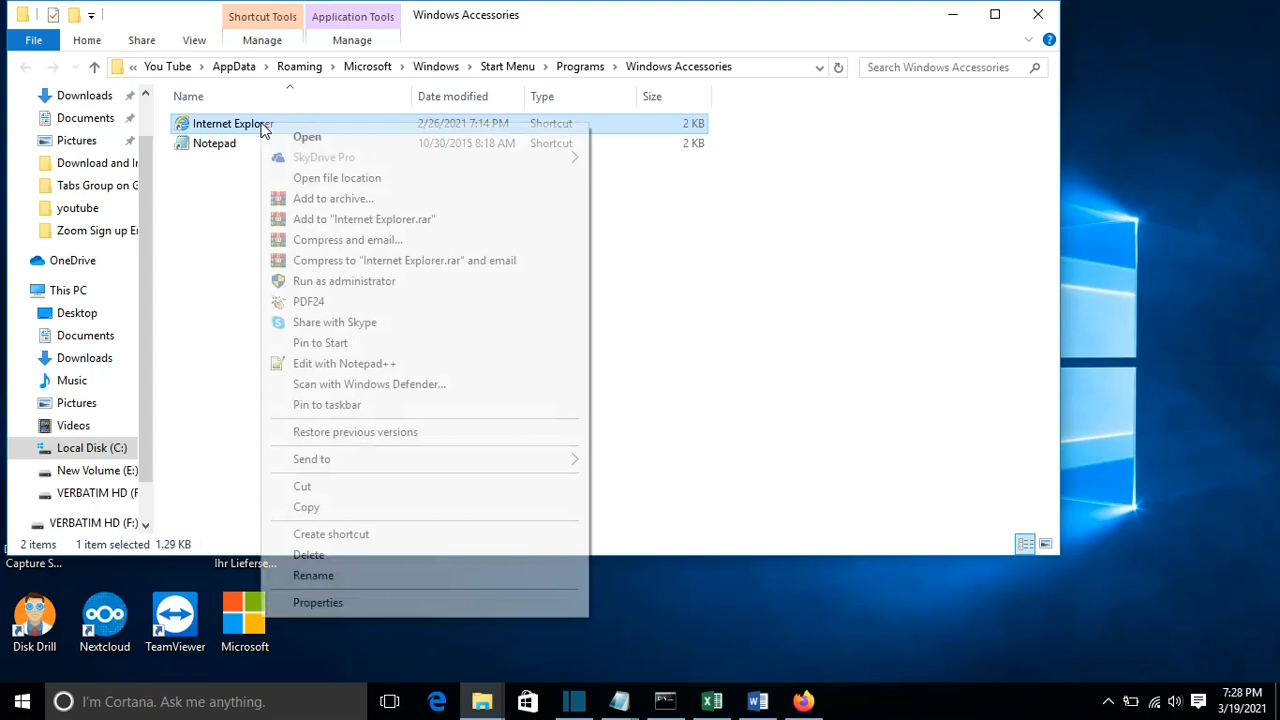 Shortcut Tools Application Tools Windows Accessories
File Home Share View Manage Manage
« You Tube > AppData > Roaming > Microsoft > Windows > Start Menu > Programs > Windows Accessories
Search Windows Accessories
Name Date modified Type Size
Internet Explorer 2/26/2021 7:14 PM Shortcut 2 KB
Notepad 10/30/2015 8:18 AM Shortcut 2 KB
Downloads
Documents
Pictures
Download and In
Tabs Group on G
youtube
Zoom Sign up E
OneDrive
This PC
Desktop
Documents
Downloads
Music
Pictures
Videos
Local Disk (C:)
New Volume (E:)
VERBATIM HD (F
VERBATIM HD (F:)
2 items 1 item selected 1.29 KB
Open
SkyDrive Pro
Open file location
Add to archive...
Add to "Internet Explorer.rar"
Compress and email...
Compress to "Internet Explorer.rar" and email
Run as administrator
PDF24
Share with Skype
Pin to Start
Edit with Notepad++
Scan with Windows Defender...
Pin to taskbar
Restore previous versions
Send to
Cut
Copy
Create shortcut
Delete
Rename
Properties
Capture S... Ihr Lieferse...
Disk Drill Nextcloud TeamViewer Microsoft
I'm Cortana. Ask me anything.
7:28 PM
3/19/2021